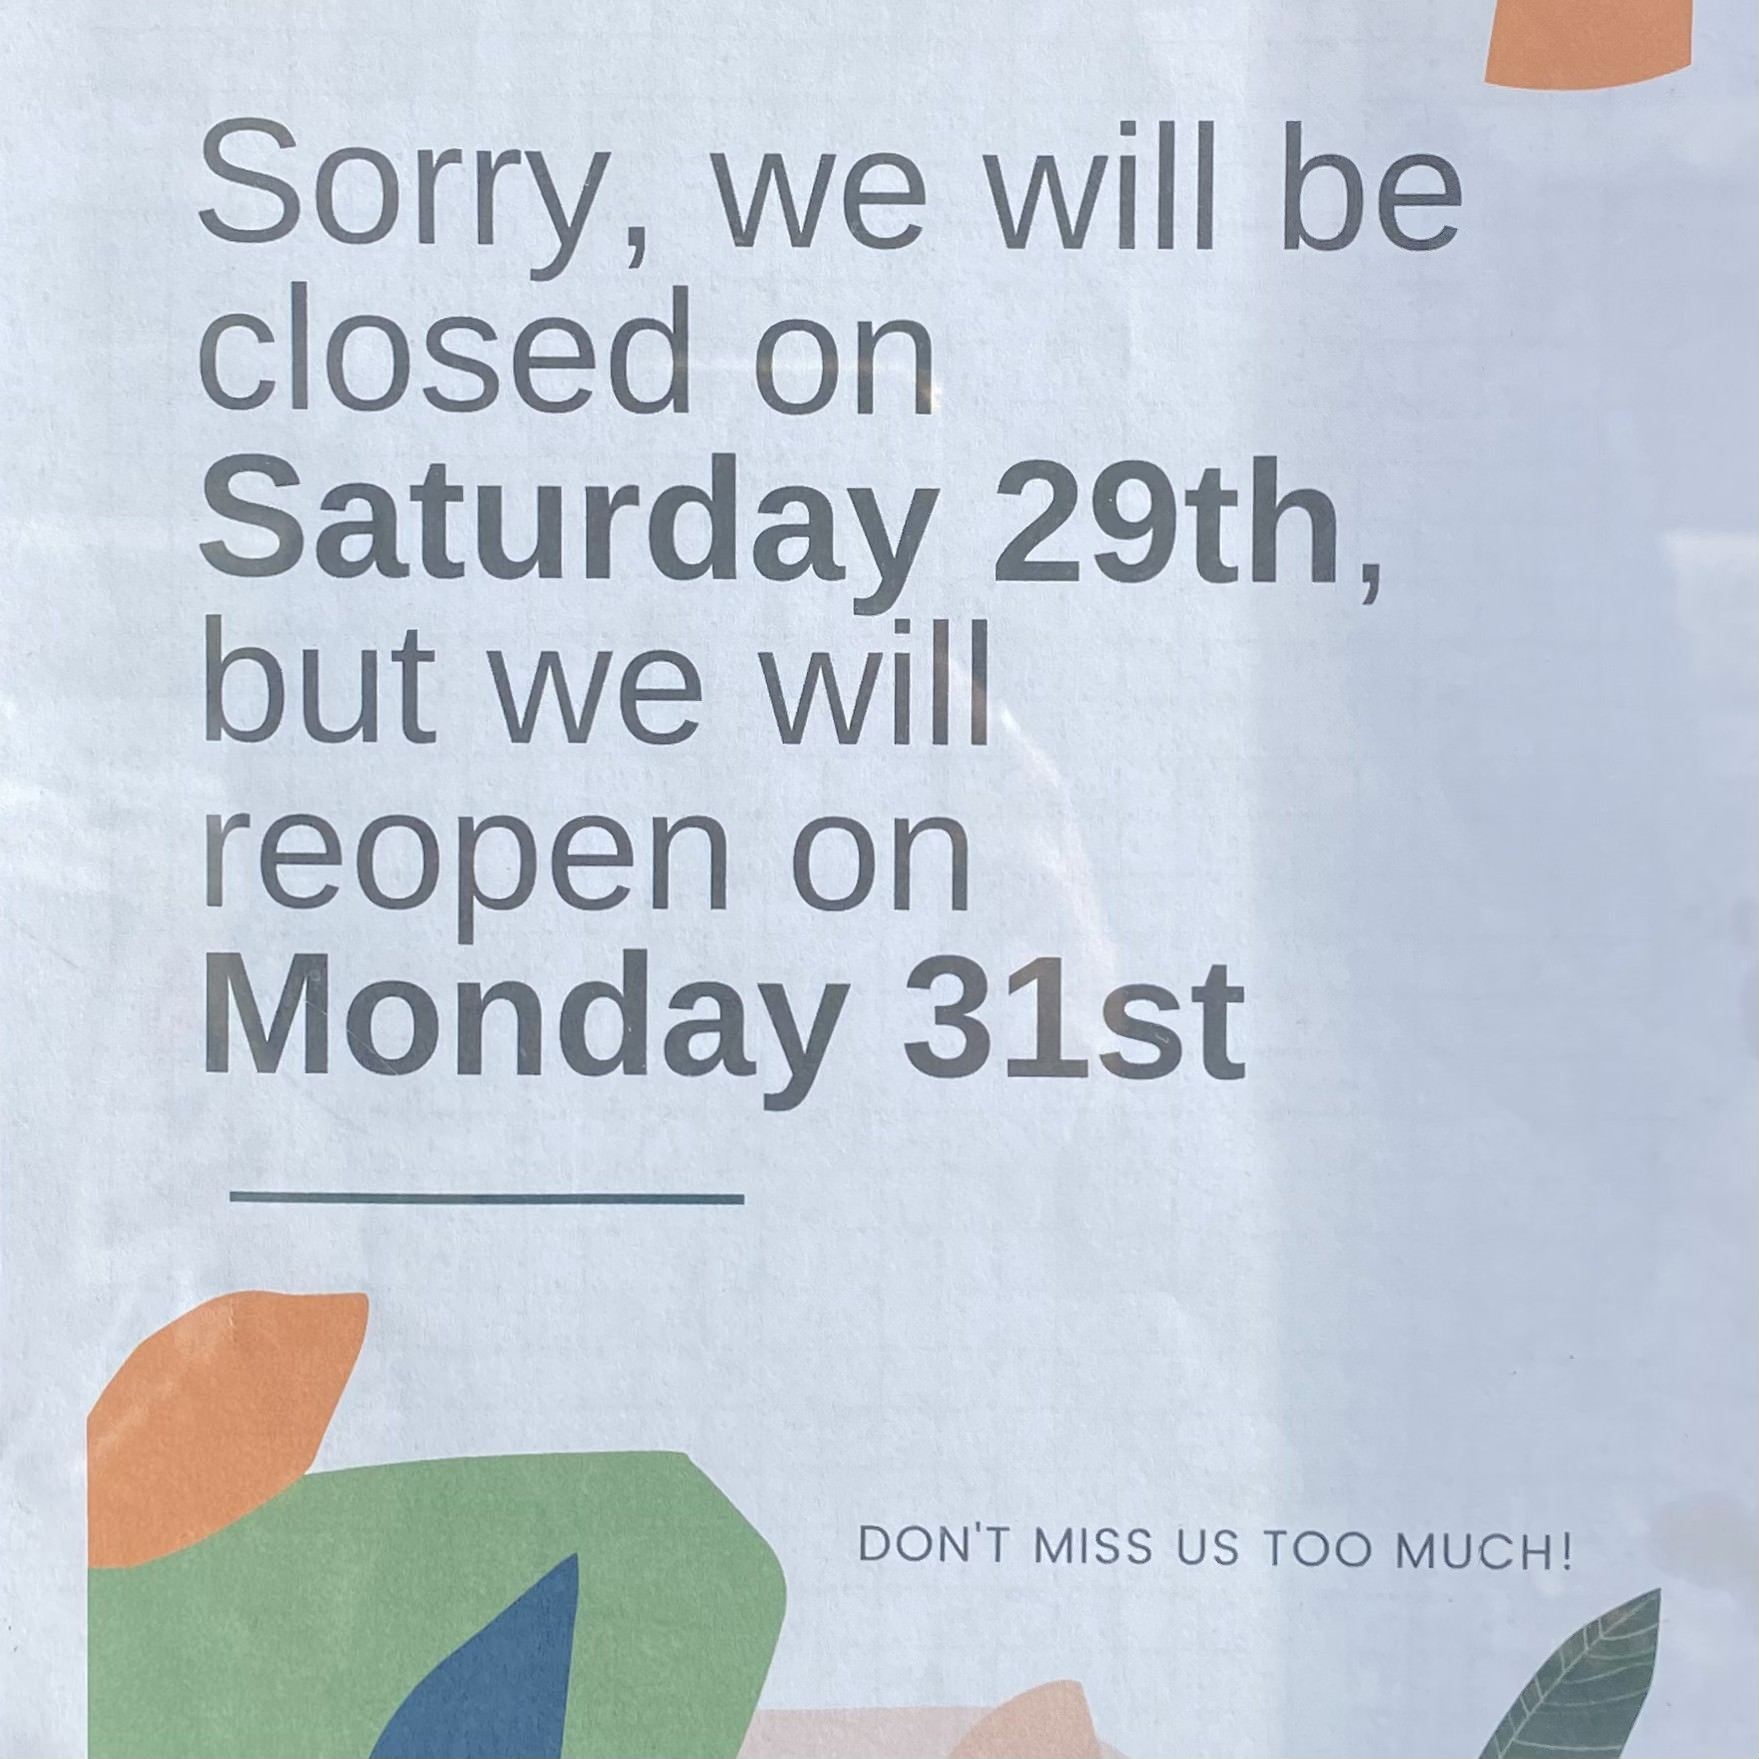 Sorry, we will be
closed on
Saturday 29th,
but we will
reopen on
Monday 31st
DON'T MISS US TOO MUCH!